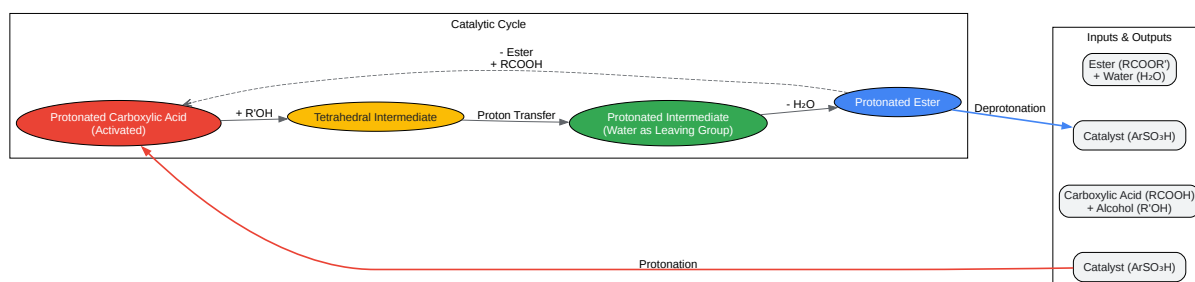 Catalytic Cycle
- Ester
+ RCOOH
Protonated Carboxylic Acid
(Activated)
+ R'OH
Tetrahedral Intermediate
Proton Transfer
Protonated Intermediate
(Water as Leaving Group)
- H₂O
Protonated Ester
Deprotonation
Protonation
Inputs & Outputs
Ester (RCOOR')
+ Water (H₂O)
Catalyst (ArSO₃H)
Carboxylic Acid (RCOOH)
+ Alcohol (R'OH)
Catalyst (ArSO₃H)